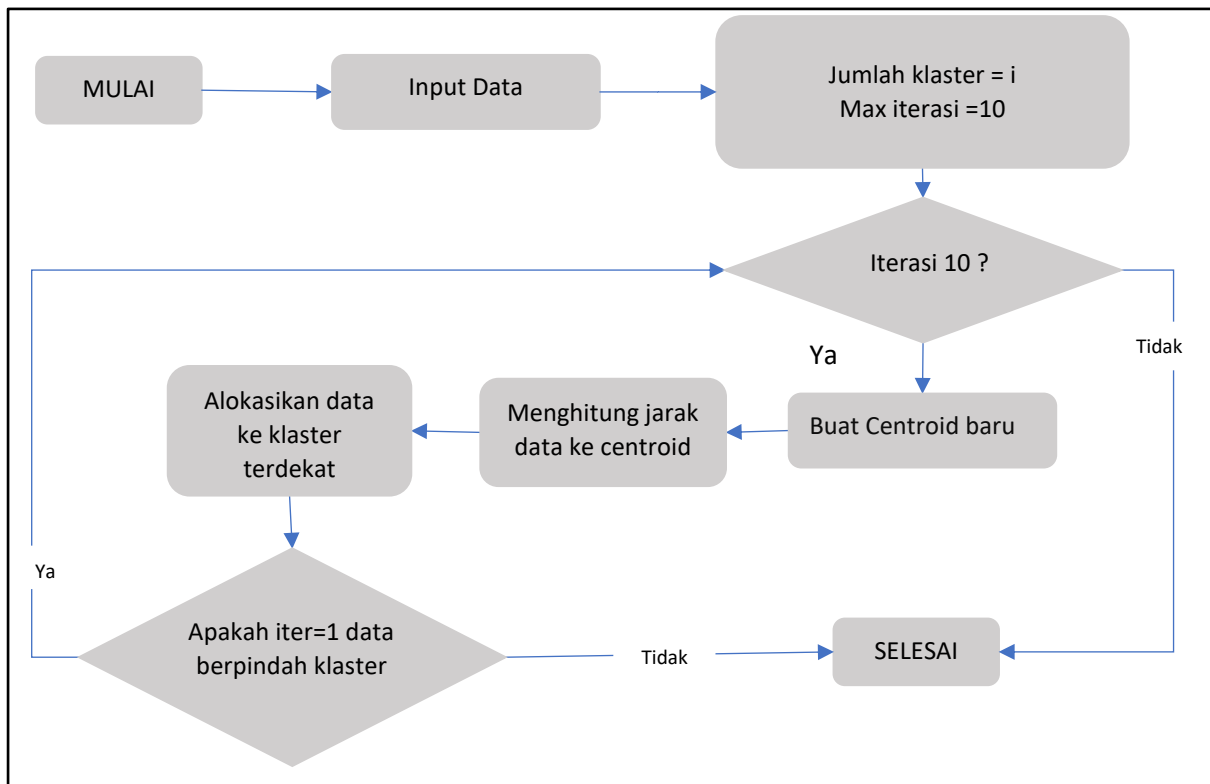 MULAI
Input Data
Jumlah klaster = i
Max iterasi =10
Iterasi 10 ?
Ya
Tidak
Alokasikan data
ke klaster
terdekat
Menghitung jarak
data ke centroid
Buat Centroid baru
Ya
Apakah iter=1 data
berpindah klaster
Tidak
SELESAI